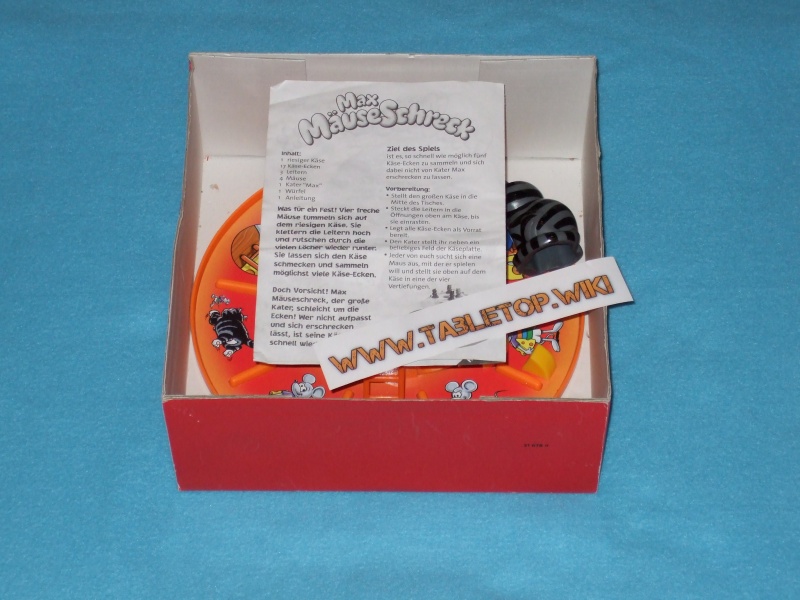 Max
MäuseSchreck
Inhalt:
1 riesiger Käse
Käse-Ecken
Leitern
4 Mäuse
1 Kater "Max"
1 Würfel
1 Anleitung
Was für ein Fest! Vier freche
Mäuse tummeln sich auf
dem riesigen Käse. Sie
klettern die Leitern hoch
und rutschen durch die
vielen Löcher wieder runter.
Sie lassen sich den Käse
schmecken und sammeln
möglichst viele Käse-Ecken.
Doch Vorsicht! Max
Mäuseschreck, der große
Kater, schleicht um die
Ecken! Wer nicht aufpasst
und sich erschrecken
lässt, ist seine
schnell
Ziel des Spiels
ist es, so schnell wie möglich fünf
Käse-Ecken zu sammeln und sich
dabei nicht von Kater Max
erschrecken zu lassen.
Vorbereitung:
• Stellt den großen Käse in die
Mitte des Tisches.
• Steckt die Leitern in die
Öffnungen oben am Käse, bis
sie einrasten.
• Legt alle Käse-Ecken als Vorrat
bereit.
• Den Kater stellt ihr neben ein
beliebiges Feld der Käseplatte.
• Jeder von euch sucht sich eine
Maus aus, mit der er spielen
will und stellt sie oben auf dem
Käse in eine der vier
Vertiefungen.
WWW.TABLETOP.WIKI